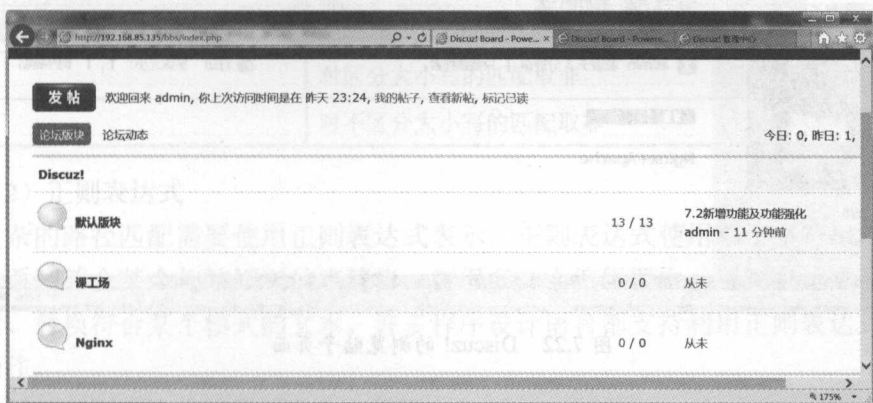 http://192.168.85.135/bbs/index.php
Discuz! Board - Powe...
Discuz! Board - Powere...
Discuz! 管理中心
发帖 欢迎回来 admin, 你上次访问时间是在 昨天 23:24, 我的帖子, 查看新帖, 标记已读
论坛版块 论坛动态 今日: 0, 昨日: 1,
Discuz!
默认版块 13 / 13 7.2新增功能及功能强化
admin - 11 分钟前
课工场 0 / 0 从未
Nginx 0 / 0 从未
175%